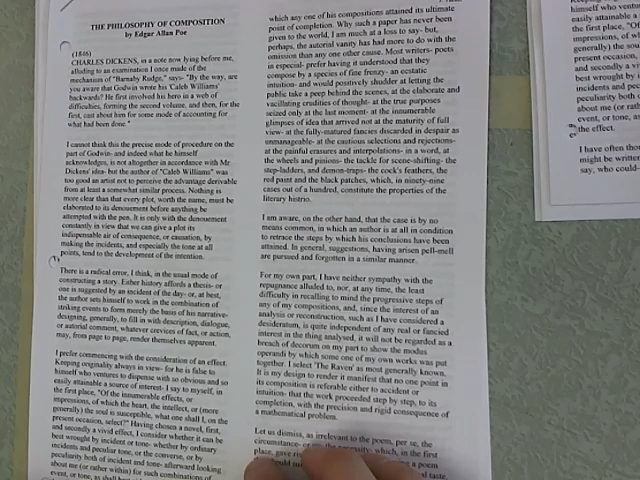 THE PHILOSOPHY OF COMPOSITION
by Edgar Allan Poe
(1846)
CHARLES DICKENS, in a note now lying before me,
alluding to an examination I once made of the
mechanism of "Barnaby Rudge," says- "By the way, are
you aware that Godwin wrote his 'Caleb Williams'
backwards? He first involved his hero in a web of
difficulties, forming the second volume, and then, for the
first, cast about him for some mode of accounting for
what had been done."
I cannot think this the precise mode of procedure on the
part of Godwin- and indeed what he himself
acknowledges, is not altogether in accordance with Mr.
Dickens' idea- but the author of "Caleb Williams" was
too good an artist not to perceive the advantage derivable
from at least a somewhat similar process. Nothing is
more clear than that every plot, worth the name, must be
elaborated to its denouement before anything be
attempted with the pen. It is only with the denouement
constantly in view that we can give a plot its
indispensable air of consequence, or causation, by
making the incidents, and especially the tone at all
points, tend to the development of the intention.
There is a radical error, I think, in the usual mode of
constructing a story. Either history affords a thesis- or
one is suggested by an incident of the day- or, at best,
the author sets himself to work in the combination of
striking events to form merely the basis of his narrative-
designing, generally, to fill in with description, dialogue,
or autorial comment, whatever crevices of fact, or action,
may, from page to page, render themselves apparent.
I prefer commencing with the consideration of an effect.
Keeping originality always in view- for he is false to
himself who ventures to dispense with so obvious and so
easily attainable a source of interest- I say to myself, in
the first place, "Of the innumerable effects, or
impressions, of which the heart, the intellect, or (more
generally) the soul is susceptible, what one shall I, on the
present occasion, select?" Having chosen a novel, first,
and secondly a vivid effect, I consider whether it can be
best wrought by incident or tone- whether by ordinary
incidents and peculiar tone, or the converse, or by
peculiarity both of incident and tone- afterward looking
about me (or rather within) for such combinations of
event, or tone, as shall
which any one of his compositions attained its ultimate
point of completion. Why such a paper has never been
given to the world, I am much at a loss to say- but,
perhaps, the autorial vanity has had more to do with the
omission than any one other cause. Most writers- poets
in especial- prefer having it understood that they
compose by a species of fine frenzy- an ecstatic
intuition- and would positively shudder at letting the
public take a peep behind the scenes, at the elaborate and
vacillating crudities of thought- at the true purposes
seized only at the last moment- at the innumerable
glimpses of idea that arrived not at the maturity of full
view- at the fully-matured fancies discarded in despair as
unmanageable- at the cautious selections and rejections-
at the painful erasures and interpolations- in a word, at
the wheels and pinions- the tackle for scene-shifting- the
step-ladders, and demon-traps- the cock's feathers, the
red paint and the black patches, which, in ninety-nine
cases out of a hundred, constitute the properties of the
literary histrio.
I am aware, on the other hand, that the case is by no
means common, in which an author is at all in condition
to retrace the steps by which his conclusions have been
attained. In general, suggestions, having arisen pell-mell
are pursued and forgotten in a similar manner.
For my own part, I have neither sympathy with the
repugnance alluded to, nor, at any time, the least
difficulty in recalling to mind the progressive steps of
any of my compositions, and, since the interest of an
analysis or reconstruction, such as I have considered a
desideratum, is quite independent of any real or fancied
interest in the thing analysed, it will not be regarded as a
breach of decorum on my part to show the modus
operandi by which some one of my own works was put
together. I select 'The Raven' as most generally known.
It is my design to render it manifest that no one point in
its composition is referable either to accident or
intuition- that the work proceeded step by step, to its
completion, with the precision and rigid consequence of
a mathematical problem.
Let us dismiss, as irrelevant to the poem, per se, the
circumstance- or say the necessity- which, in the first
place, gave ris
a poem
al taste.
himself who ventu
easily attainable a
the first place, "Of
impressions, of wh
generally) the soul
present occasion,
and secondly a vivi
best wrought by i
incidents and pec
peculiarity both o
about me (or rat
event, or tone, as
the effect.
I have often thou
might be writter
say, who could-